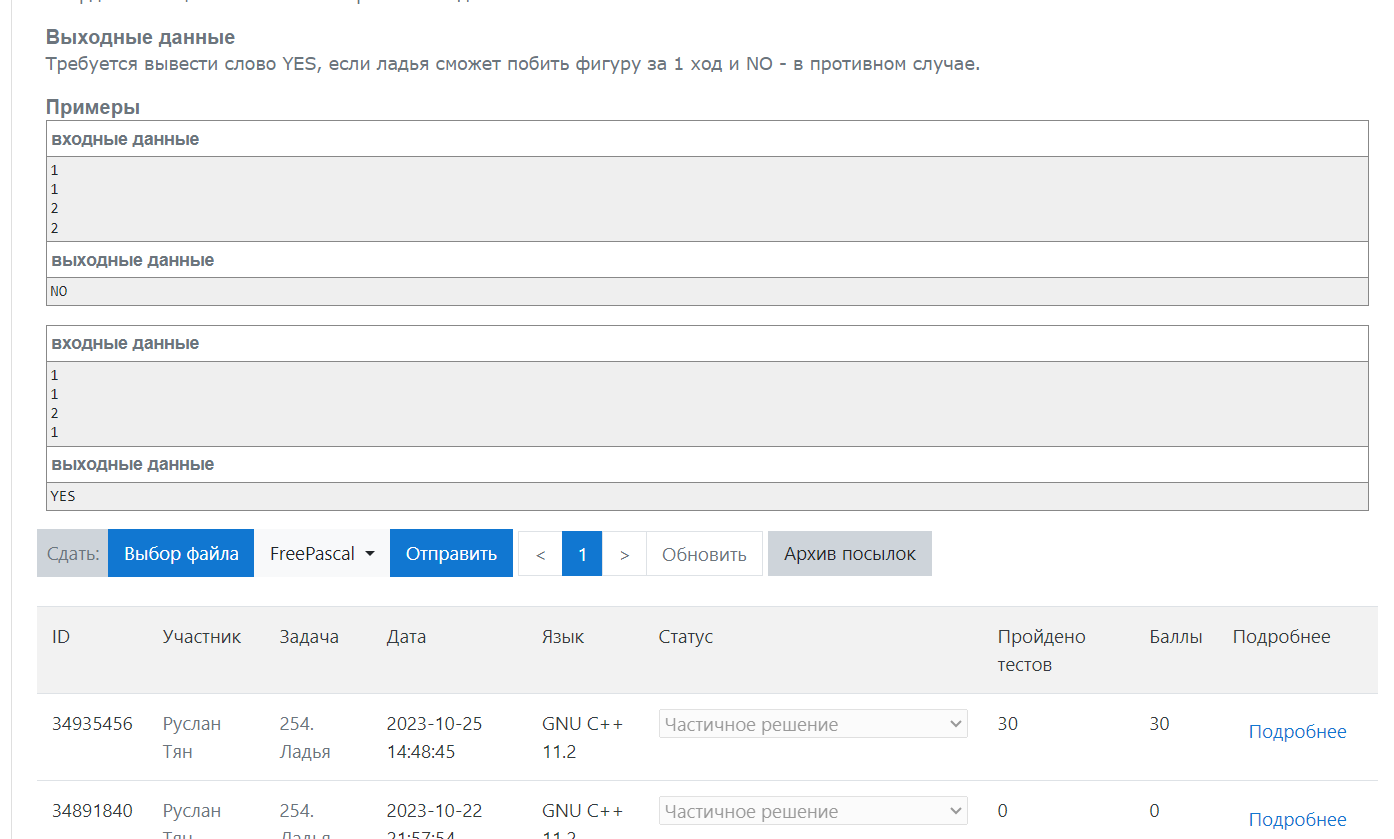 Выходные данные
Требуется вывести слово YES, если ладья сможет побить фигуру за 1 ход и NO - в противном случае.
Примеры
входные данные
1
1
2
2
выходные данные
NO
входные данные
1
1
2
1
выходные данные
YES
Сдать: Выбор файла FreePascal Отправить < 1 > Обновить Архив посылок
ID Участник Задача Дата Язык Статус Пройдено тестов Баллы Подробнее
34935456 Руслан Тян 254. Ладья 2023-10-25 14:48:45 GNU C++ 11.2 Частичное решение 30 30 Подробнее
34891840 Руслан Тян 254. Ладья 2023-10-22 21:57:54 GNU C++ 11.2 Частичное решение 0 0 Подробнее